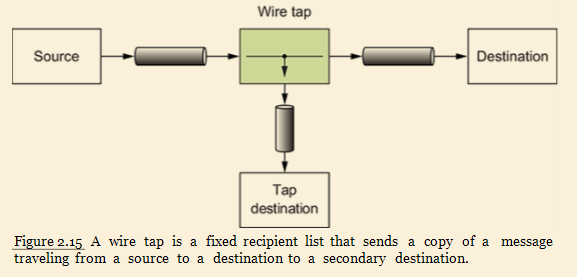 Wire tap
Source
Destination
Tap
destination
Figure 2.15 A wire tap is a fixed recipient list that sends a copy of a message
traveling from a source to a destination to a secondary destination.